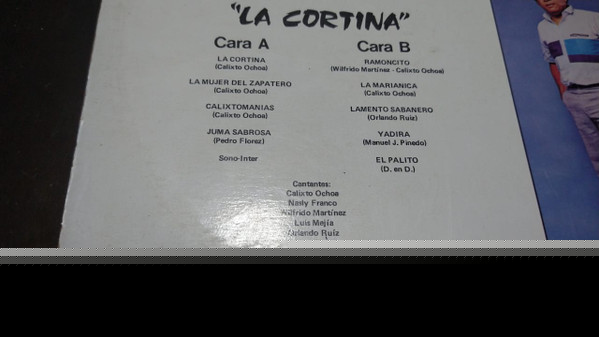 "LA CORTINA"
Cara A
LA CORTINA
(Calixto Ochoa)
LA MUJER DEL ZAPATERO
(Calixto Ochoa)
CALIXTOMANIAS
(Calixto Ochoa)
JUMA SABROSA
(Pedro Florez)
Sono-Inter
Cara B
RAMONCITO
(Wilfrido Martínez - Calixto Ochoa)
LA MARIANICA
(Calixto Ochoa)
LAMENTO SABANERO
(Orlando Ruiz)
YADIRA
(Manuel J. Pinedo)
EL PALITO
(D. en D.)
Cantantes:
Calixto Ochoa
Nasly Franco
Wilfrido Martínez
Luis Mejía
Orlando Ruíz